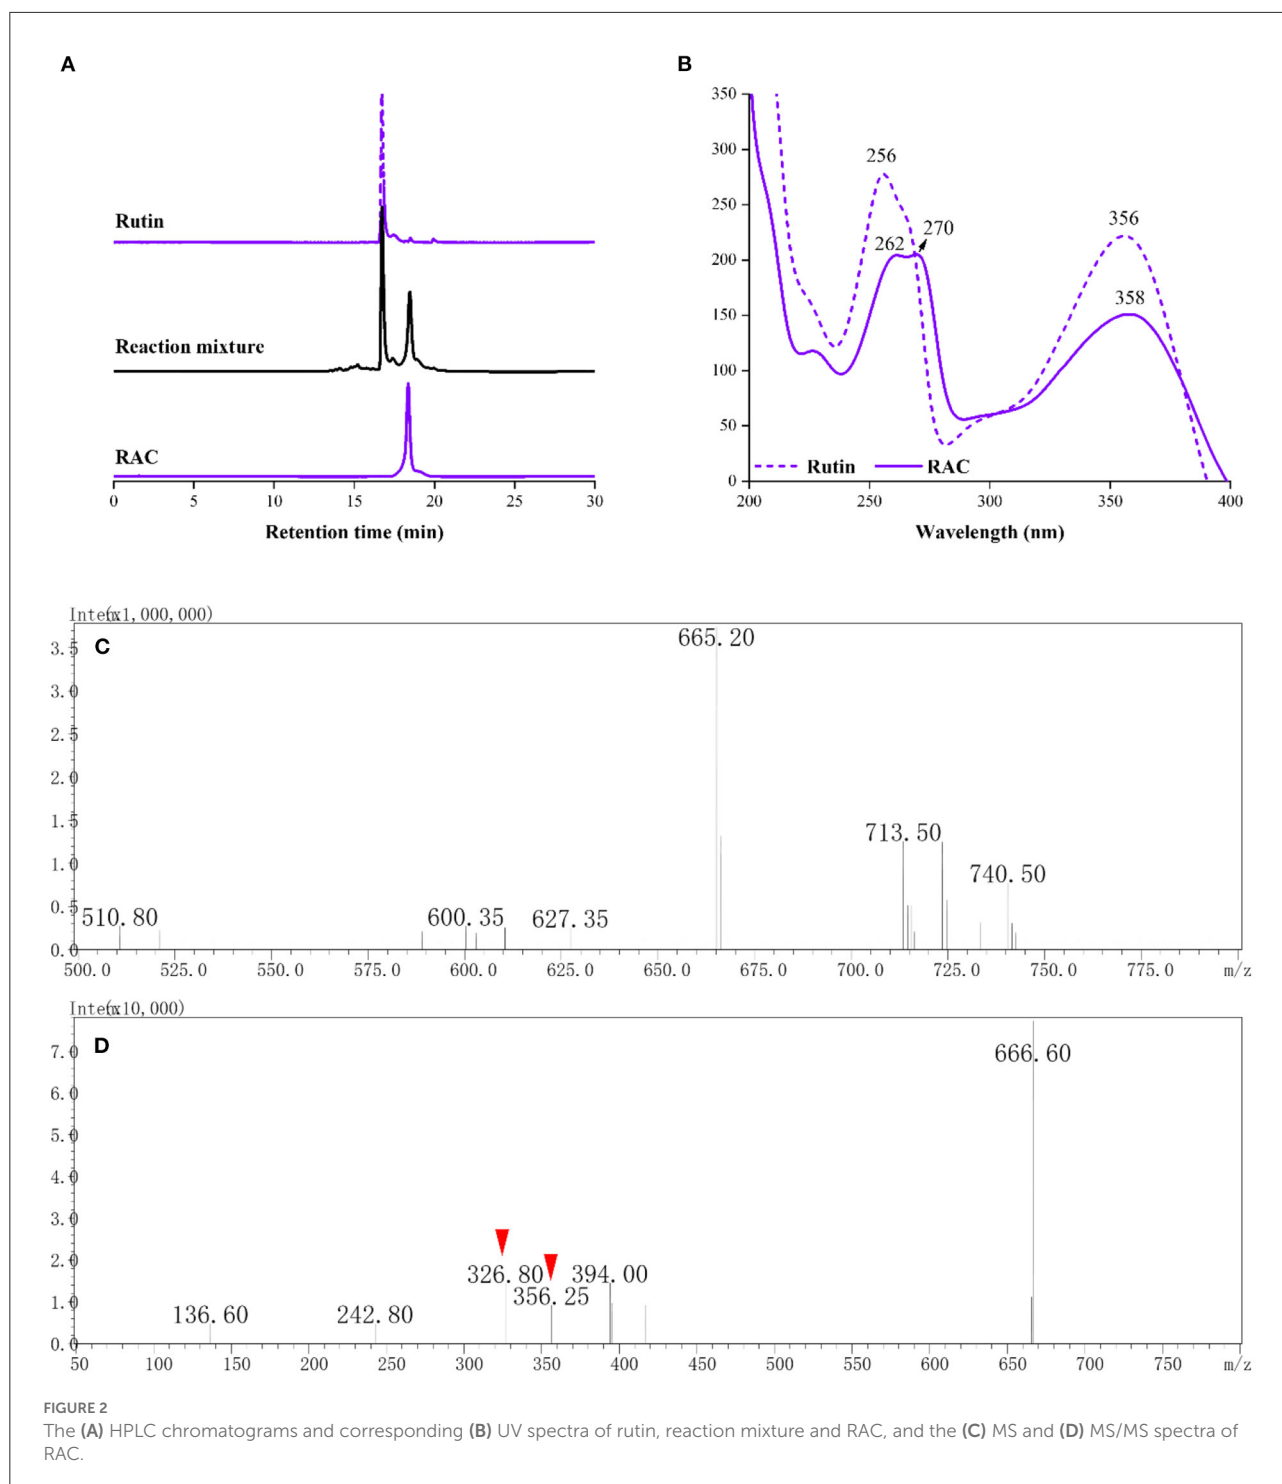 A
Rutin
Reaction mixture
RAC
0 5 10 15 20 25 30
Retention time (min)
B
350
300
250
200
150
100
50
0
256
262
270
356
358
Rutin RAC
200 250 300 350 400
Wavelength (nm)
Inten.(x1,000,000)
C
3.5
3.0
2.5
2.0
1.5
1.0
0.5
0.0
665.20
713.50
740.50
510.80 600.35 627.35
500.0 525.0 550.0 575.0 600.0 625.0 650.0 675.0 700.0 725.0 750.0 775.0 m/z
Inten.(x10,000)
D
7.0
6.0
5.0
4.0
3.0
2.0
1.0
0.0
666.60
326.80 394.00
356.25
136.60 242.80
50 100 150 200 250 300 350 400 450 500 550 600 650 700 750 m/z
FIGURE 2
The (A) HPLC chromatograms and corresponding (B) UV spectra of rutin, reaction mixture and RAC, and the (C) MS and (D) MS/MS spectra of
RAC.